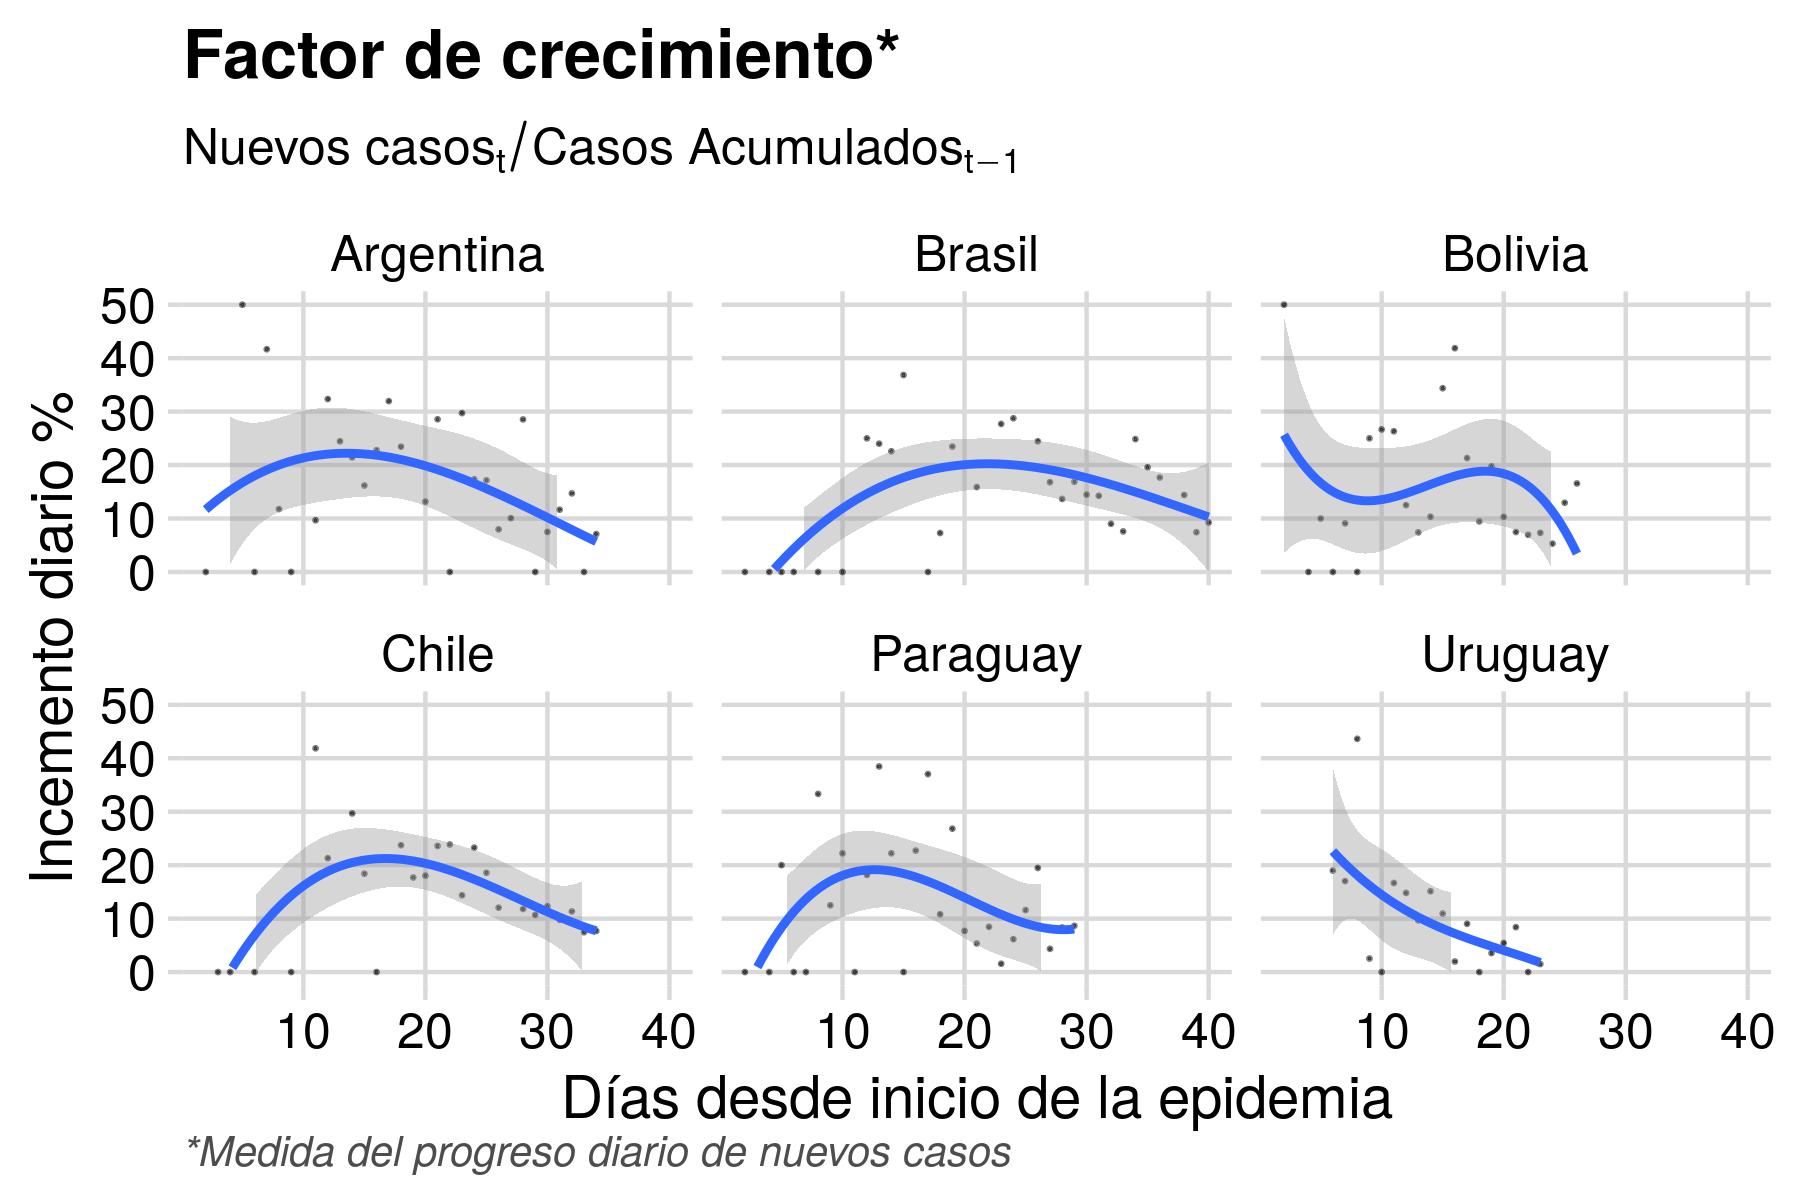 Factor de crecimiento*
Nuevos casosₜ/Casos Acumuladosₜ₋₁
Argentina Brasil Bolivia
50
40
30
20
10
0
Chile Paraguay Uruguay
50
40
30
20
10
0
10 20 30 40 10 20 30 40 10 20 30 40
Incemento diario %
Días desde inicio de la epidemia
*Medida del progreso diario de nuevos casos